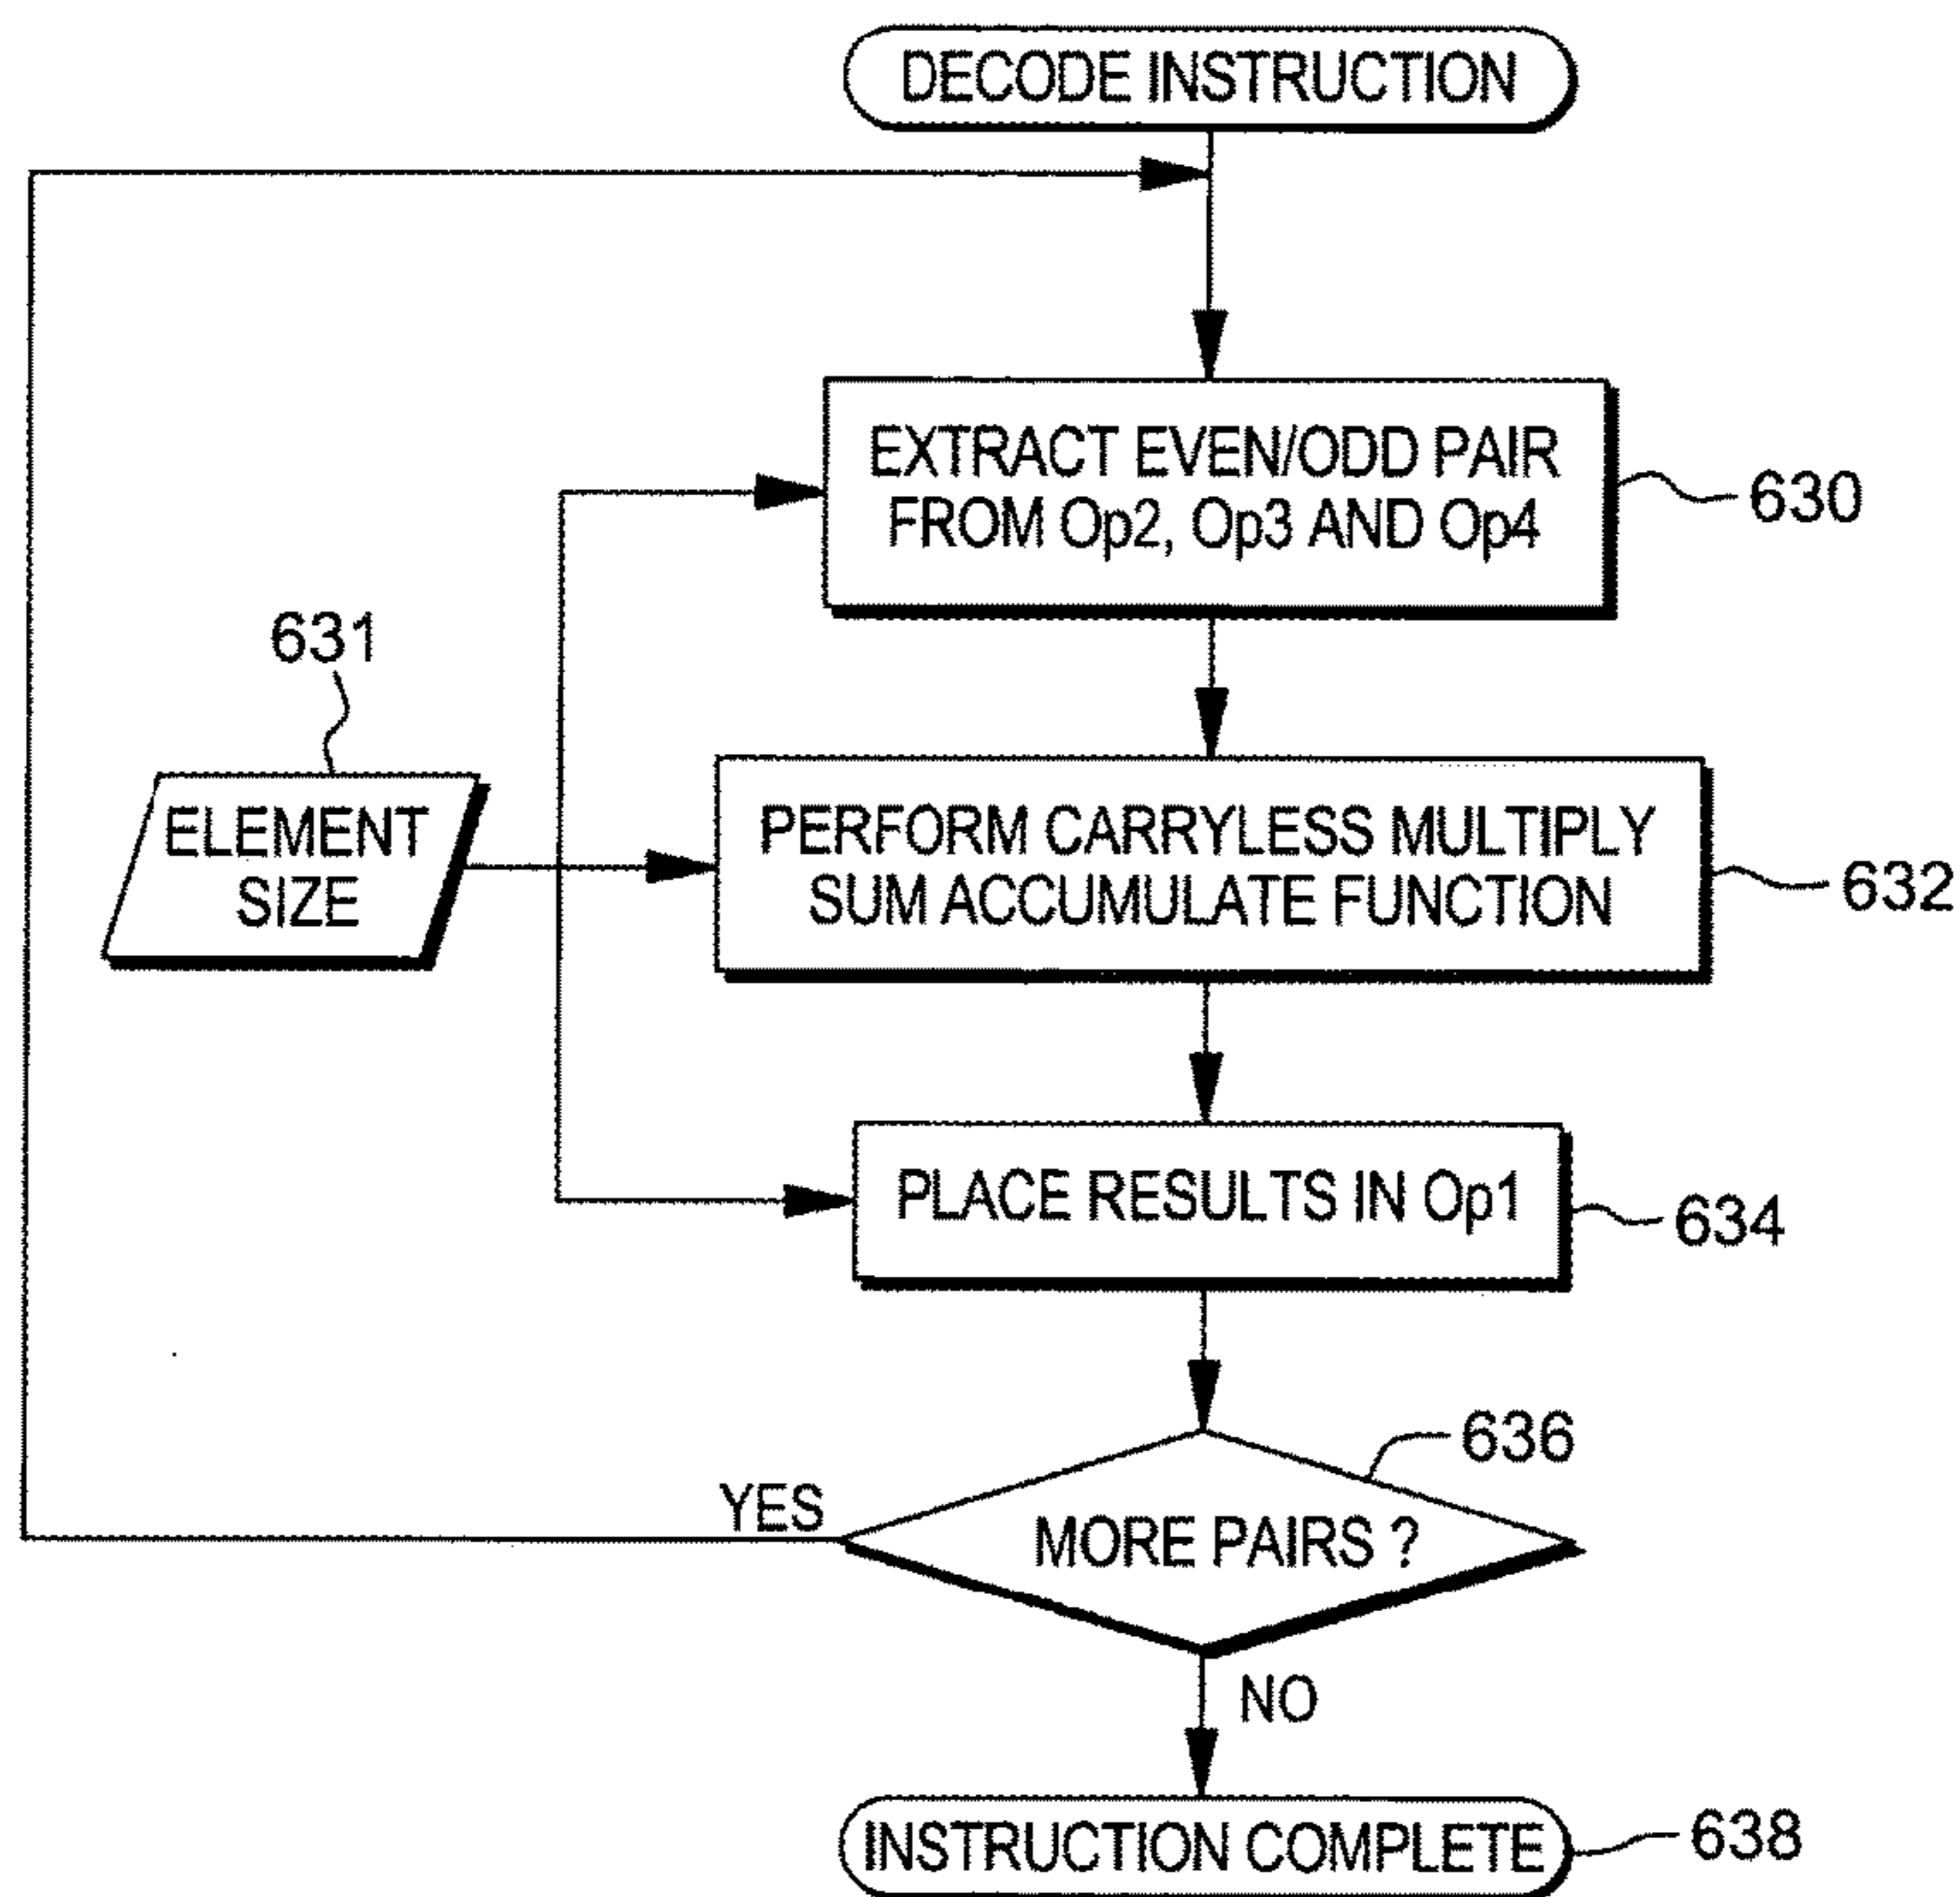 DECODE INSTRUCTION
EXTRACT EVEN/ODD PAIR
FROM Op2, Op3 AND Op4
630
631
ELEMENT
SIZE
PERFORM CARRYLESS MULTIPLY
SUM ACCUMULATE FUNCTION
632
PLACE RESULTS IN Op1
634
636
YES
MORE PAIRS ?
NO
INSTRUCTION COMPLETE
638